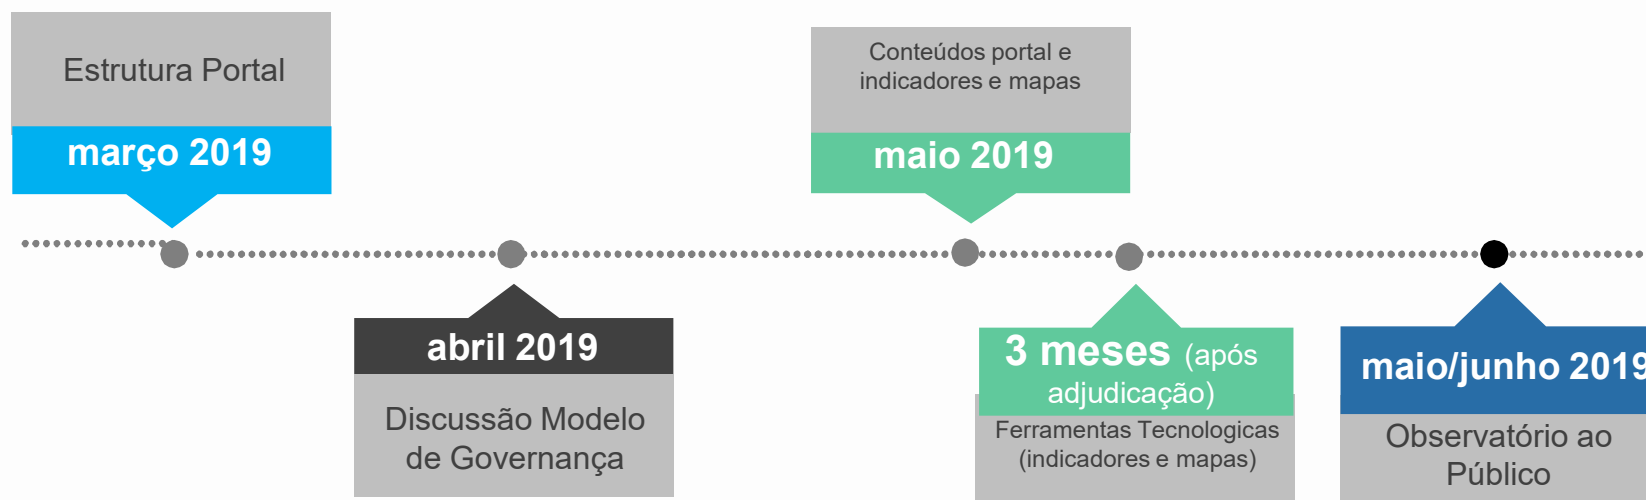 Estrutura Portal
março 2019
abril 2019
Discussão Modelo
de Governança
Conteúdos portal e
indicadores e mapas
maio 2019
3 meses (após
adjudicação)
Ferramentas Tecnologicas
(indicadores e mapas)
maio/junho 2019
Observatório ao
Público